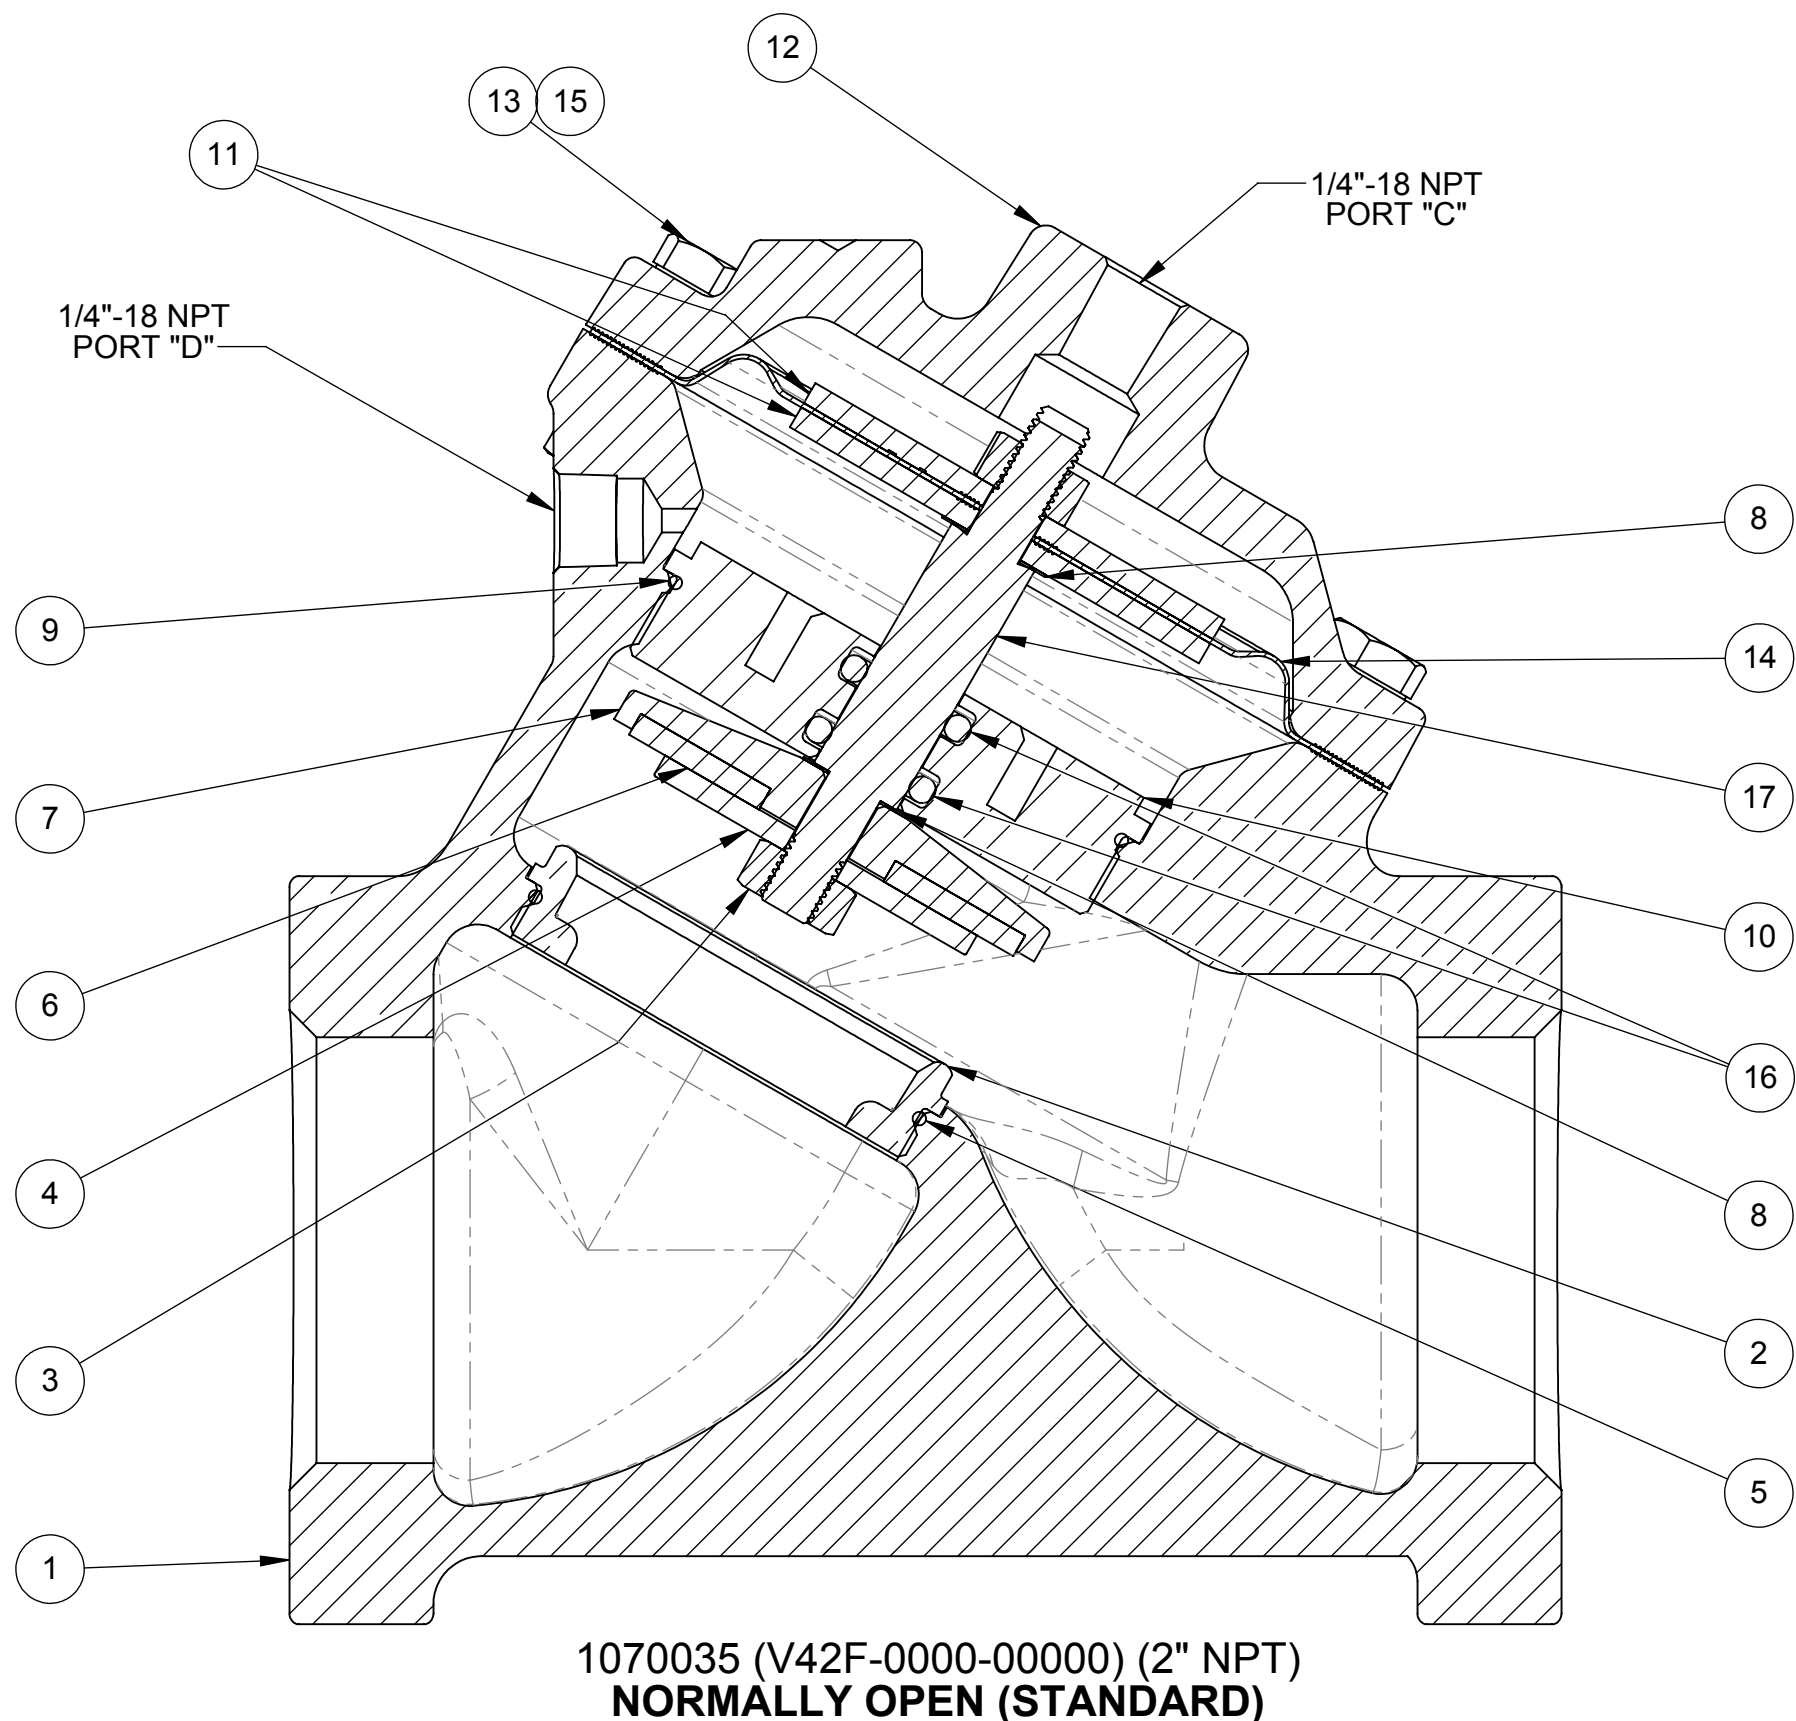 12
13 15
11
1/4"-18 NPT
PORT "C"
1/4"-18 NPT
PORT "D"
8
9
14
7
17
10
6
16
4
8
3
2
5
1
1070035 (V42F-0000-00000) (2" NPT)
NORMALLY OPEN (STANDARD)